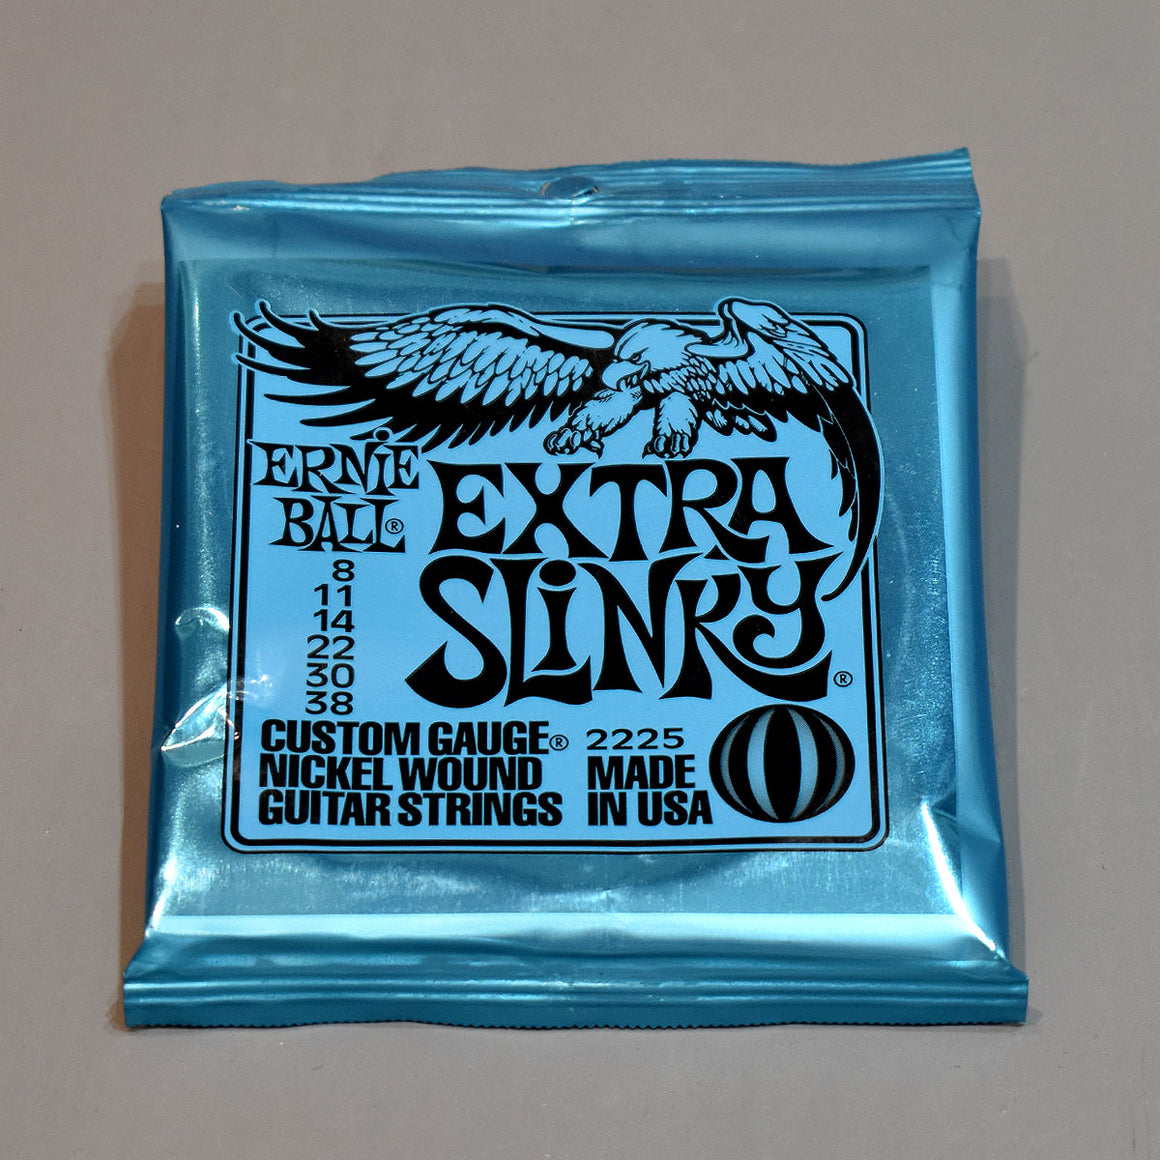 ERNiE
BALL®
EXTRA
SLiNKY®
8
11
14
22
30
38
CUSTOM GAUGE®
NICKEL WOUND
GUITAR STRINGS
2225
MADE
IN USA